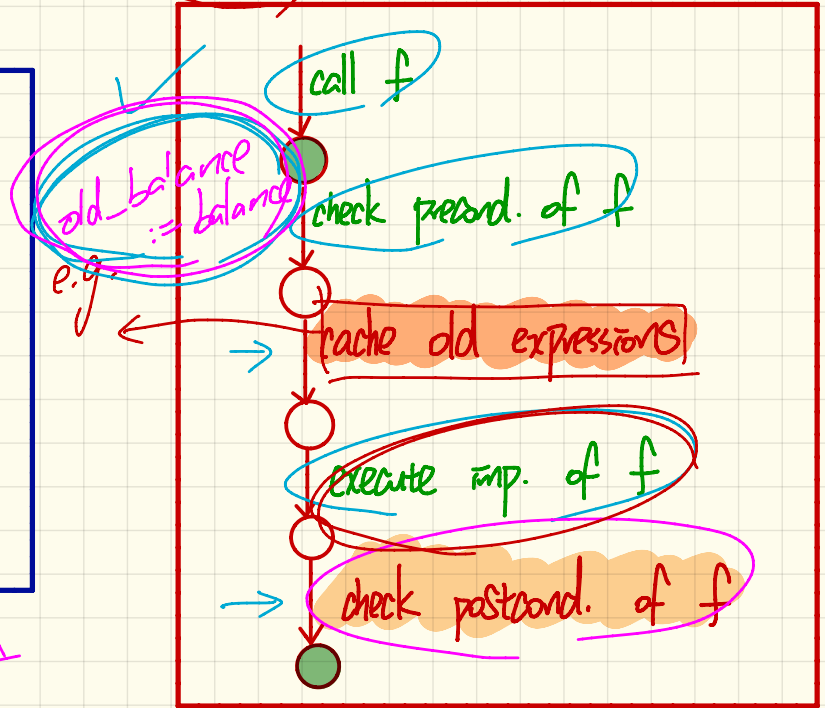 call f
old_balance
:= balance
check precond. of f
e.g.
cache old expressions
execute imp. of f
check postcond. of f